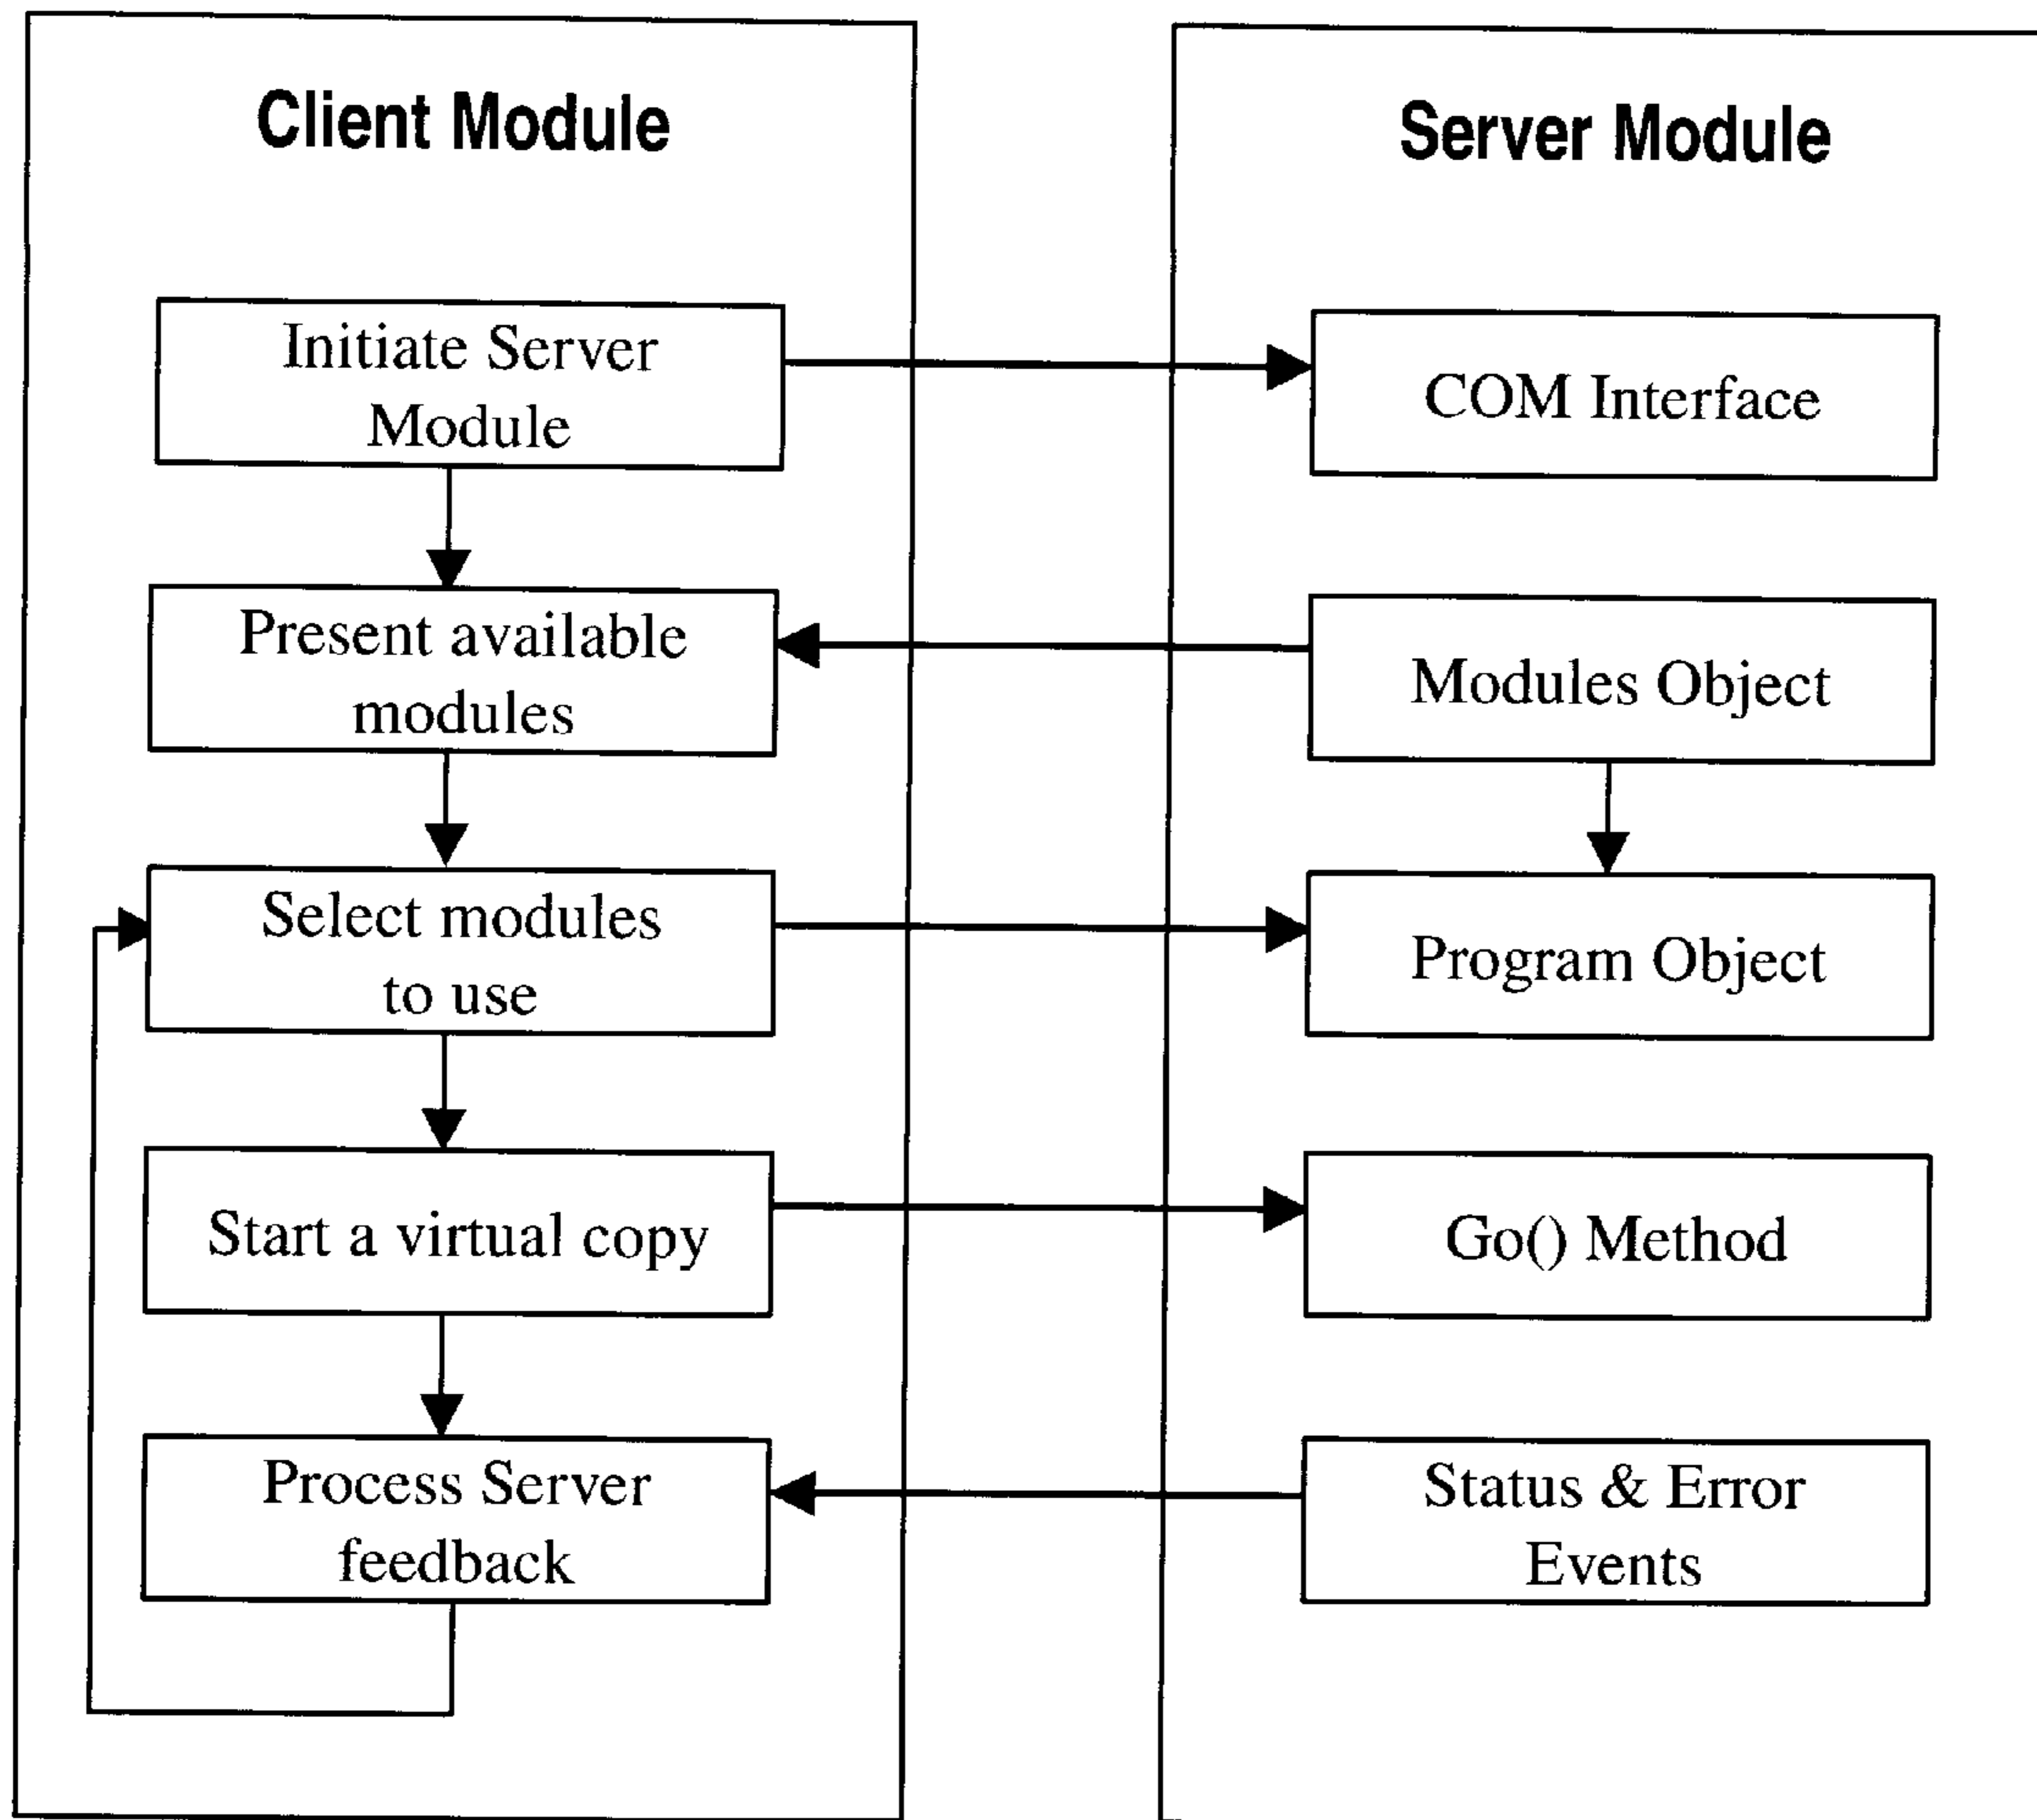 Client Module
Initiate Server
Module
Present available
modules
Select modules
to use
Start a virtual copy
Process Server
feedback
Server Module
COM Interface
Modules Object
Program Object
Go() Method
Status & Error
Events